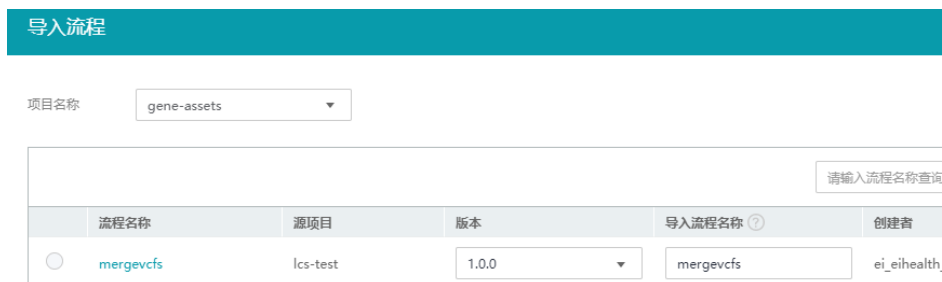 导入流程
项目名称 gene-assets
请输入流程名称查询
流程名称 源项目 版本 导入流程名称 ? 创建者
mergevcfs lcs-test 1.0.0 mergevcfs ei_eihealth_